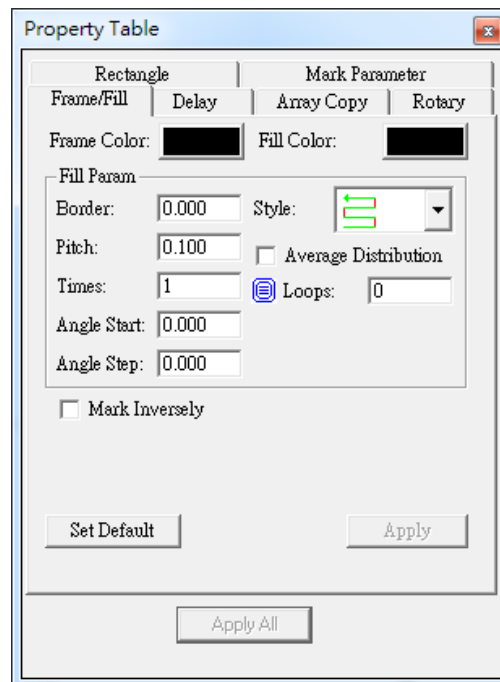 Property Table
Rectangle Mark Parameter
Frame/Fill Delay Array Copy Rotary
Frame Color: Fill Color:
Fill Param
Border: 0.000 Style:
Pitch: 0.100 Average Distribution
Times: 1 Loops: 0
Angle Start: 0.000
Angle Step: 0.000
Mark Inversely
Set Default Apply
Apply All